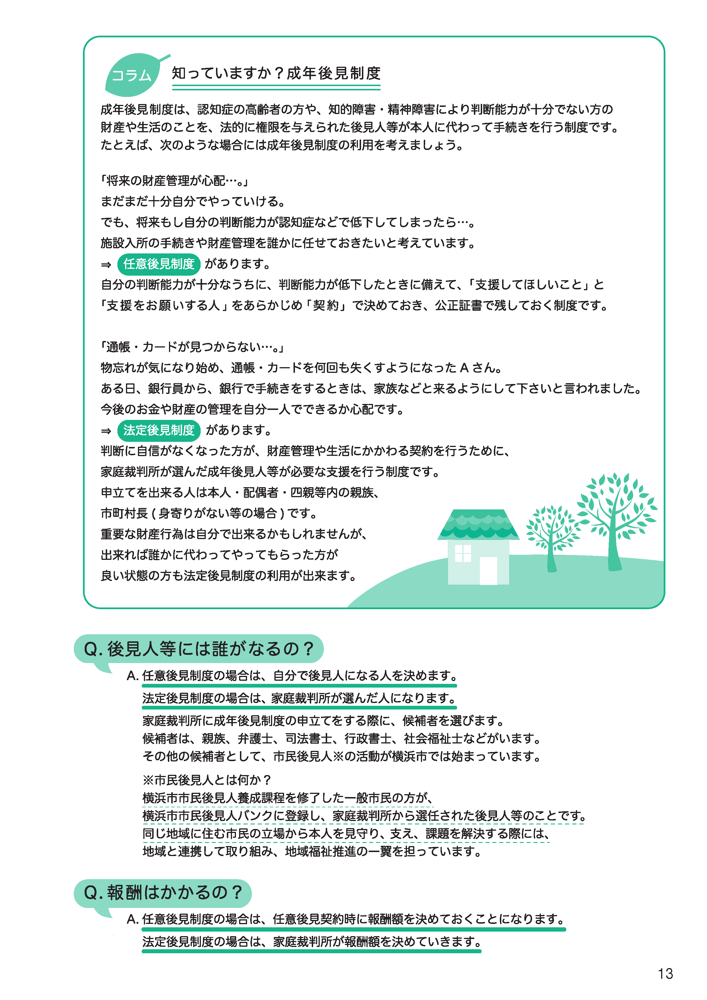 コラム
知っていますか？成年後見制度
成年後見制度は、認知症の高齢者の方や、知的障害・精神障害により判断能力が十分でない方の
財産や生活のことを、法的に権限を与えられた後見人等が本人に代わって手続きを行う制度です。
たとえば、次のような場合には成年後見制度の利用を考えましょう。
「将来の財産管理が心配…。」
まだまだ十分自分でやっていける。
でも、将来もし自分の判断能力が認知症などで低下してしまったら…。
施設入所の手続きや財産管理を誰かに任せておきたいと考えています。
⇒ 任意後見制度 があります。
自分の判断能力が十分なうちに、判断能力が低下したときに備えて、「支援してほしいこと」と
「支援をお願いする人」をあらかじめ「契約」で決めておき、公正証書で残しておく制度です。
「通帳・カードが見つからない…。」
物忘れが気になり始め、通帳・カードを何回も失くすようになった A さん。
ある日、銀行員から、銀行で手続きをするときは、家族などと来るようにして下さいと言われました。
今後のお金や財産の管理を自分一人でできるか心配です。
⇒ 法定後見制度 があります。
判断に自信がなくなった方が、財産管理や生活にかかわる契約を行うために、
家庭裁判所が選んだ成年後見人等が必要な支援を行う制度です。
申立てを出来る人は本人・配偶者・四親等内の親族、
市町村長 ( 身寄りがない等の場合 ) です。
重要な財産行為は自分で出来るかもしれませんが、
出来れば誰かに代わってやってもらった方が
良い状態の方も法定後見制度の利用が出来ます。
Q. 後見人等には誰がなるの？
A. 任意後見制度の場合は、自分で後見人になる人を決めます。
法定後見制度の場合は、家庭裁判所が選んだ人になります。
家庭裁判所に成年後見制度の申立てをする際に、候補者を選びます。
候補者は、親族、弁護士、司法書士、行政書士、社会福祉士などがいます。
その他の候補者として、市民後見人※の活動が横浜市では始まっています。
※市民後見人とは何か？
横浜市市民後見人養成課程を修了した一般市民の方が、
横浜市市民後見人バンクに登録し、家庭裁判所から選任された後見人等のことです。
同じ地域に住む市民の立場から本人を見守り、支え、課題を解決する際には、
地域と連携して取り組み、地域福祉推進の一翼を担っています。
Q. 報酬はかかるの？
A. 任意後見制度の場合は、任意後見契約時に報酬額を決めておくことになります。
法定後見制度の場合は、家庭裁判所が報酬額を決めていきます。
13